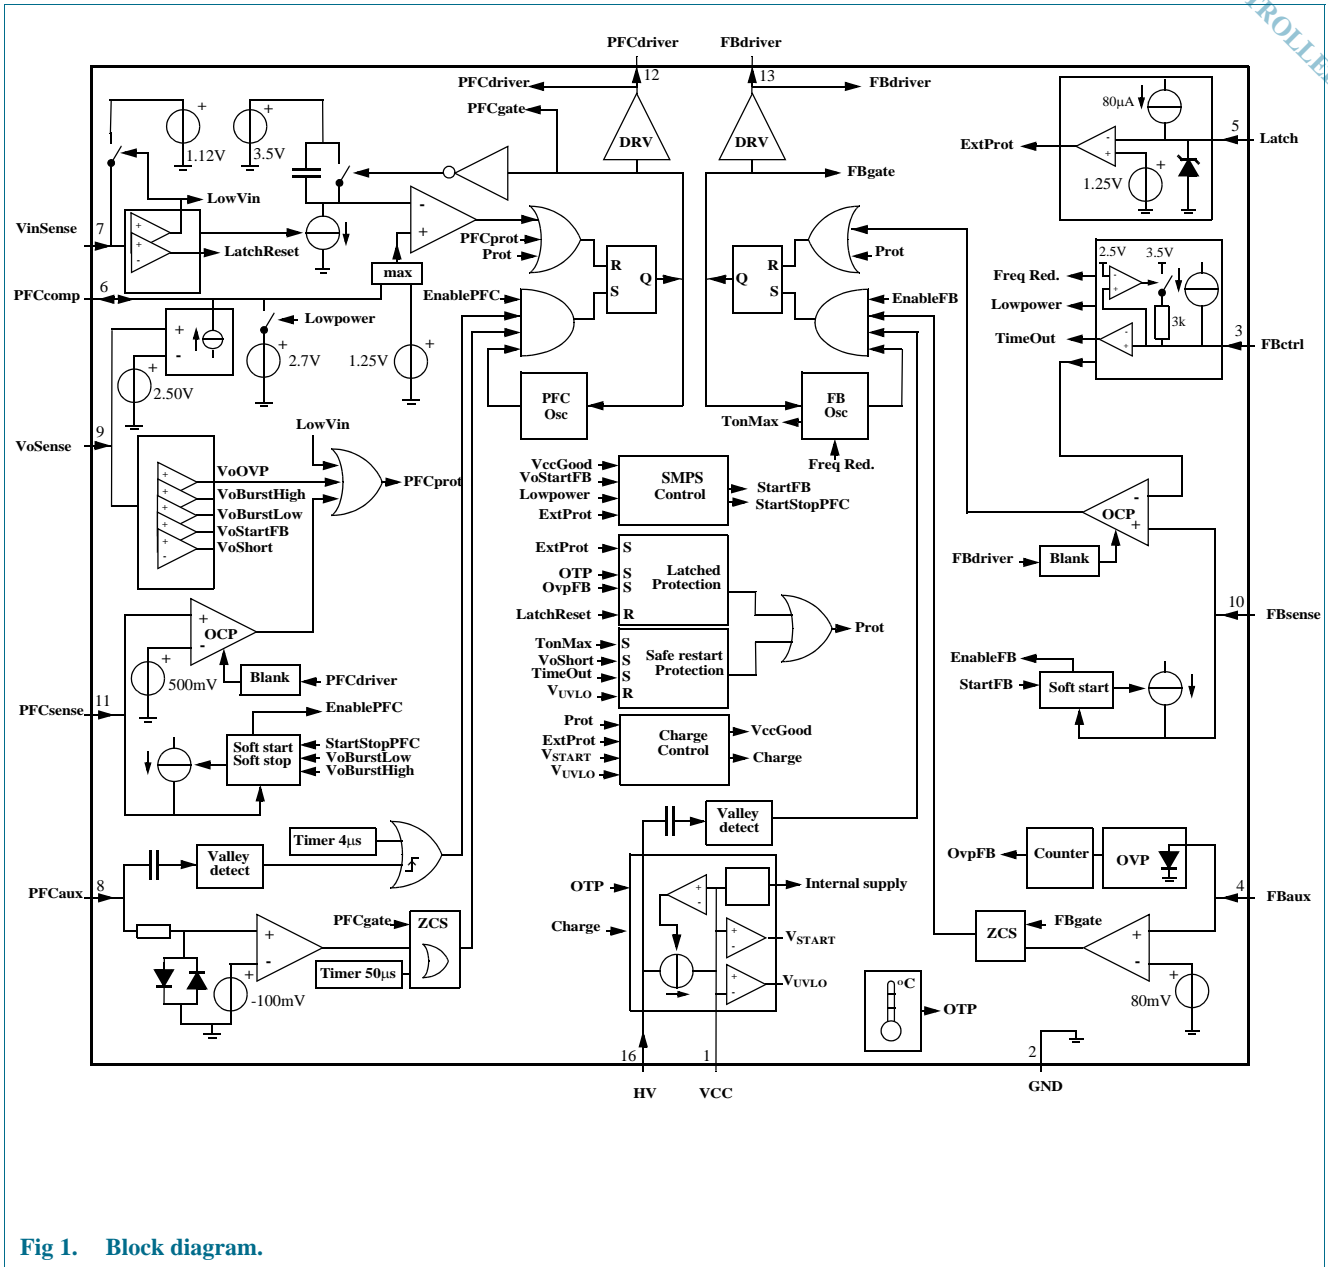 TROLLER
PFCdriver FBdriver
12 13
PFCdriver FBdriver
PFCgate
DRV DRV
FBgate
80µA
5 Latch
ExtProt
- +
1.25V
+
+ +
1.12V 3.5V
LowVin
VinSense 7
+
+
LatchReset
- +
PFCprot
Prot
R
S
Q
Q
R
S
Prot
max
PFCcomp 6
EnablePFC
EnableFB
2.5V 3.5V
- +
3k
Freq Red.
Lowpower
TimeOut
- +
3 FBctrl
Lowpower
+ -
+
2.50V
+
2.7V
+
1.25V
PFC
Osc
FB
Osc
TonMax
Freq Red.
9
VoSense
LowVin
VoOVP
VoBurstHigh
VoBurstLow
VoStartFB
VoShort
+
+
+
+
-
PFCprot
VccGood
VoStartFB
Lowpower
ExtProt
SMPS
Control
StartFB
StartStopPFC
-
OCP
+
FBdriver
Blank
ExtProt S
OTP S
OvpFB S
LatchReset R
Latched
Protection
TonMax S
VoShort S
TimeOut S
VUVLO R
Safe restart
Protection
Prot
10
FBsense
+
OCP
-
+
500mV
Blank
PFCdriver
11
PFCsense
EnablePFC
Soft start
Soft stop
StartStopPFC
VoBurstLow
VoBurstHigh
EnableFB
StartFB
Soft start
Prot
ExtProt
VSTART
VUVLO
Charge
Control
VccGood
Charge
Timer 4µs
Valley
detect
8
PFCaux
Valley
detect
OvpFB
Counter
OVP
4
FBaux
OTP
Charge
+
-
Internal supply
+
-
VSTART
+
-
VUVLO
PFCgate
ZCS
Timer 50µs
+
-
+
-100mV
FBgate
ZCS
+
-
+
80mV
°C
OTP
16 1 2
HV VCC GND
Fig 1. Block diagram.